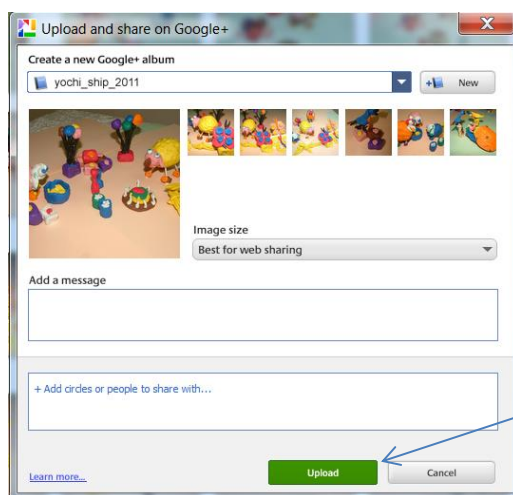 Upload and share on Google+
Create a new Google+ album
yochi_ship_2011
New
Image size
Best for web sharing
Add a message
+ Add circles or people to share with...
Learn more...
Upload
Cancel